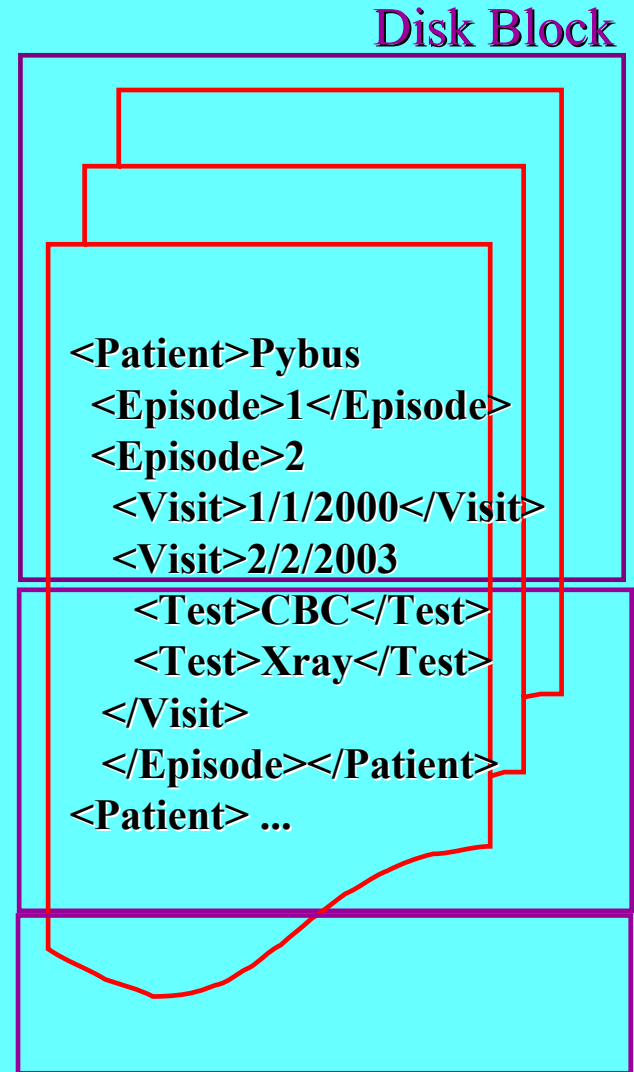 Disk Block
<Patient>Pybus
<Episode>1</Episode>
<Episode>2
<Visit>1/1/2000</Visit>
<Visit>2/2/2003
<Test>CBC</Test>
<Test>Xray</Test>
</Visit>
</Episode></Patient>
<Patient> ...